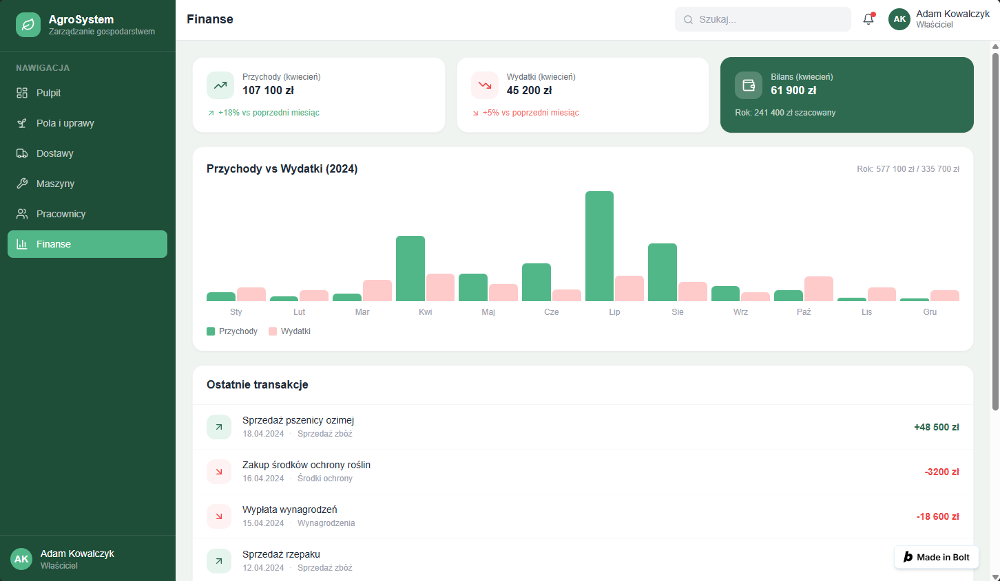 AgroSystem
Zarządzanie gospodarstwem
NAWIGACJA
Pulpit
Pola i uprawy
Dostawy
Maszyny
Pracownicy
Finanse
AK
Adam Kowalczyk
Właściciel
Finanse
Szukaj...
AK
Adam Kowalczyk
Właściciel
Przychody (kwiecień)
107 100 zł
+18% vs poprzedni miesiąc
Wydatki (kwiecień)
45 200 zł
+5% vs poprzedni miesiąc
Bilans (kwiecień)
61 900 zł
Rok: 241 400 zł szacowany
Przychody vs Wydatki (2024)
Rok: 577 100 zł / 335 700 zł
Sty Lut Mar Kwi Maj Cze Lip Sie Wrz Paź Lis Gru
Przychody Wydatki
Ostatnie transakcje
Sprzedaż pszenicy ozimej
18.04.2024 · Sprzedaż zbóż
+48 500 zł
Zakup środków ochrony roślin
16.04.2024 · Środki ochrony
-3200 zł
Wypłata wynagrodzeń
15.04.2024 · Wynagrodzenia
-18 600 zł
Sprzedaż rzepaku
12.04.2024 · Sprzedaż zbóż
b Made in Bolt